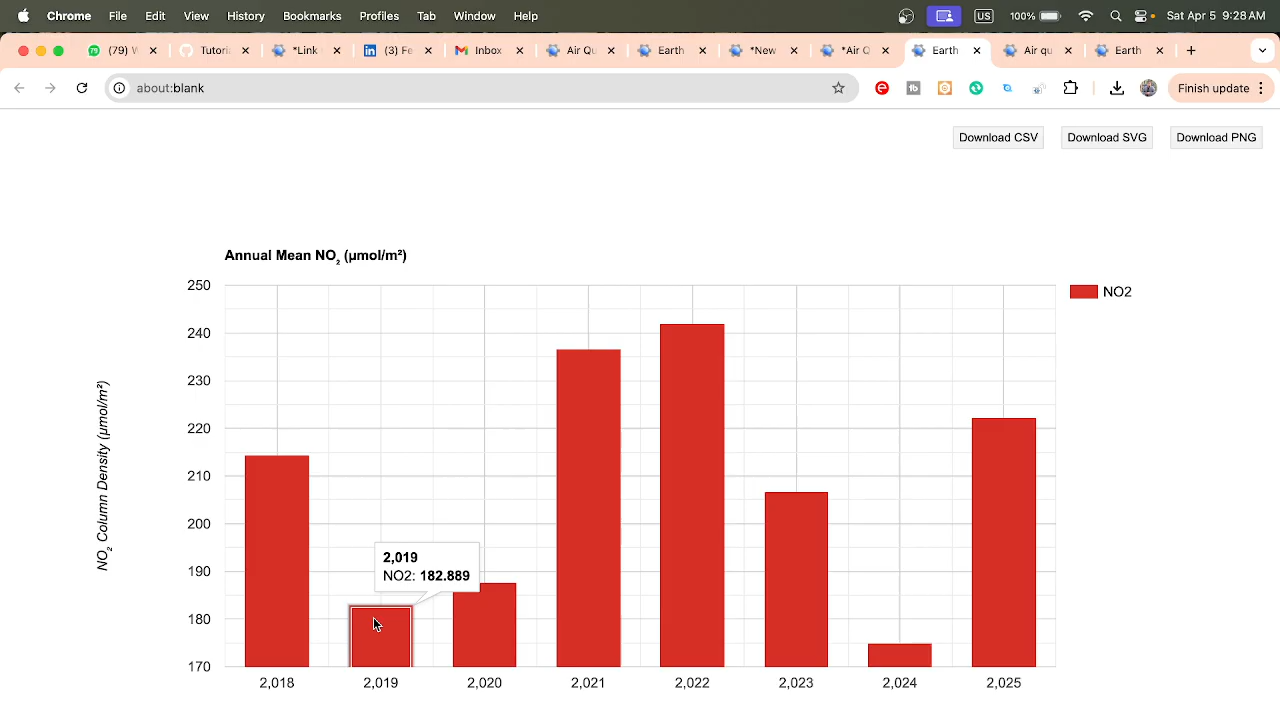 Chrome File Edit View History Bookmarks Profiles Tab Window Help US 100% Sat Apr 5 9:28 AM
79 (79) W Tutoria *Link in (3) Fe Inbox Air Qu Earth *New *Air Q Earth Air qu Earth
about:blank tb Finish update
Download CSV Download SVG Download PNG
Annual Mean NO₂ (μmol/m²)
NO2
250
240
230
220
210
200
190
180
170
NO₂ Column Density (μmol/m²)
2,019
NO2: 182.889
2,018 2,019 2,020 2,021 2,022 2,023 2,024 2,025